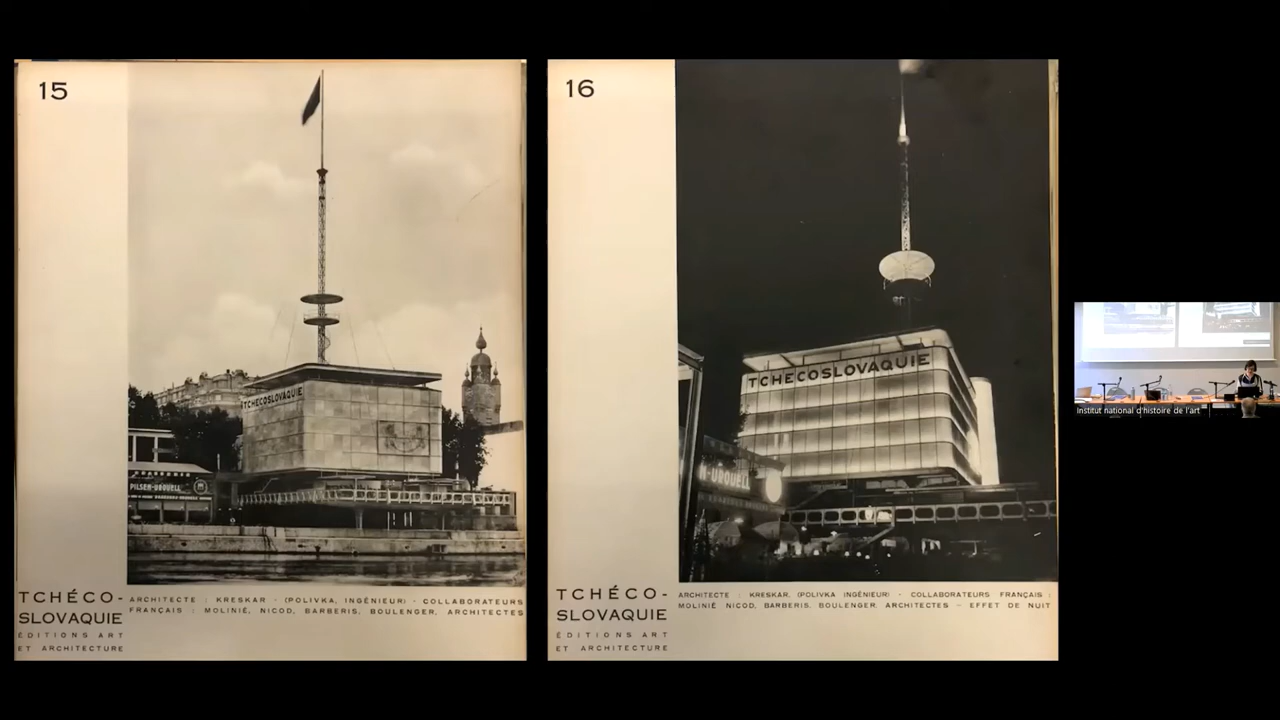 15
TCHECOSLOVAQUIE
PILSEN-URQUELL
TCHÉCO-
SLOVAQUIE
ÉDITIONS ART
ET ARCHITECTURE
ARCHITECTE : KRESKAR - (POLIVKA, INGÉNIEUR) - COLLABORATEURS
FRANÇAIS : MOLINIÉ, NICOD, BARBERIS, BOULENGER, ARCHITECTES
16
TCHECOSLOVAQUIE
N-URQUELL
TCHÉCO-
SLOVAQUIE
ÉDITIONS ART
ET ARCHITECTURE
ARCHITECTE : KRESKAR, (POLIVKA INGÉNIEUR) - COLLABORATEURS FRANÇAIS :
MOLINIÉ NICOD, BARBERIS, BOULENGER, ARCHITECTES - EFFET DE NUIT
Institut national d'histoire de l'art